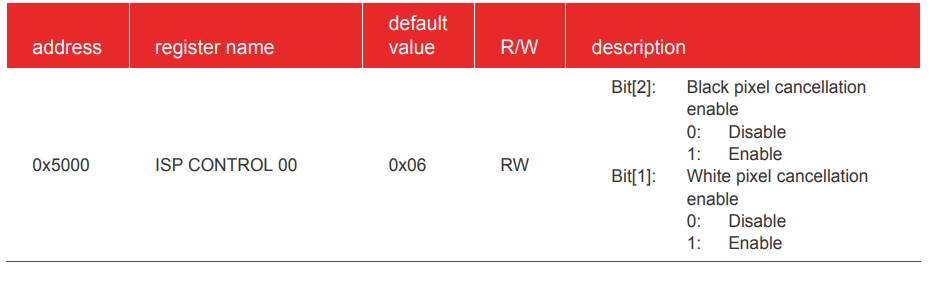 address register name default value R/W description
Bit[2]: Black pixel cancellation
enable
0: Disable
0x5000 ISP CONTROL 00 0x06 RW 1: Enable
Bit[1]: White pixel cancellation
enable
0: Disable
1: Enable